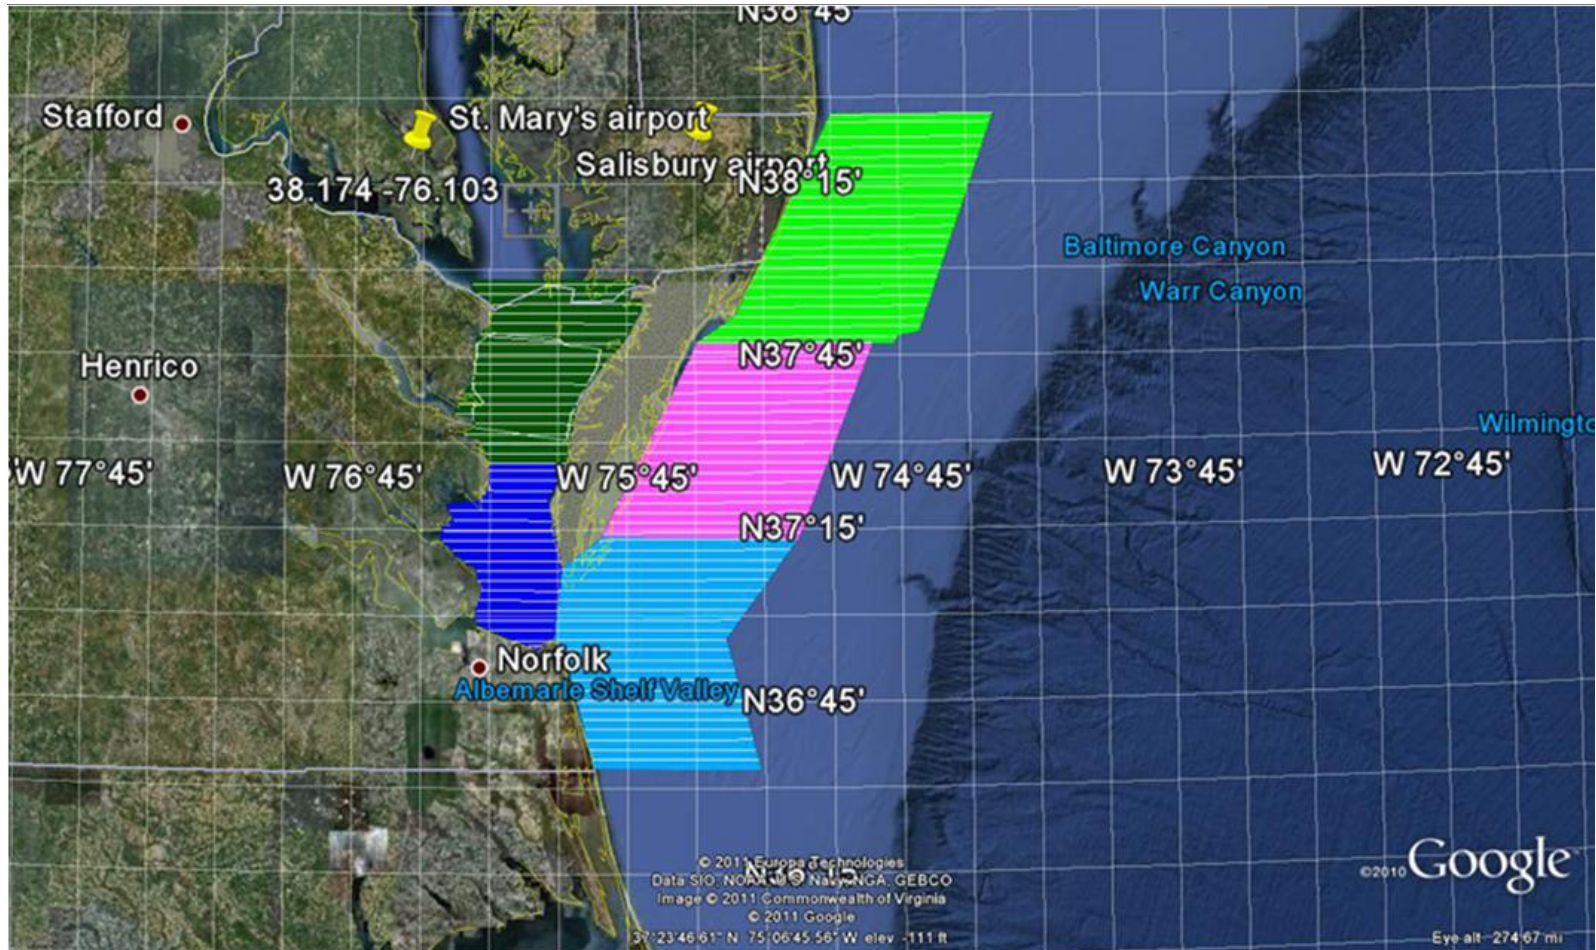 N38°45'
Stafford
St. Mary's airport
Salisbury airport
38.174 -76.103
N38°15'
Baltimore Canyon
Warr Canyon
N37°45'
Henrico
Wilmingto
W 77°45'
W 76°45'
W 75°45'
W 74°45'
W 73°45'
W 72°45'
N37°15'
Norfolk
Albemarle Shelf Valley
N36°45'
© 2011 Europa Technologies
N36°15'
Data SIO, NOAA, U.S. Navy, NGA, GEBCO
Image © 2011 Commonwealth of Virginia
© 2011 Google
©2010 Google
37°23'46.61" N 75°06'45.56" W elev -111 ft
Eye alt 274.67 mi